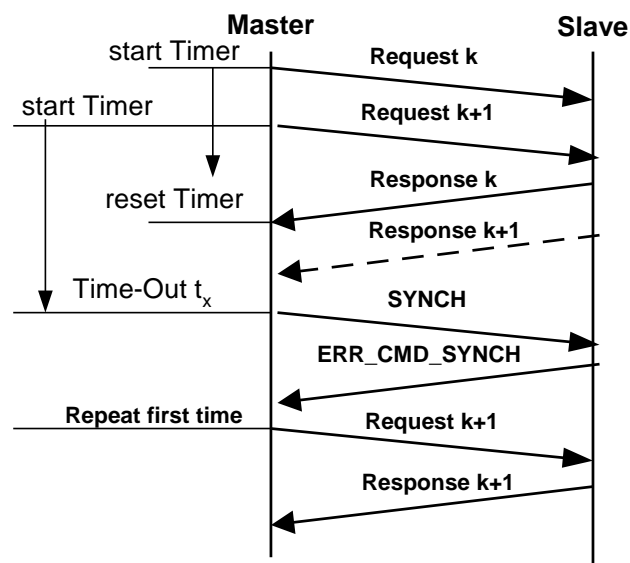 Master
Slave
start Timer
Request k
start Timer
Request k+1
Response k
reset Timer
Response k+1
Time-Out tx
SYNCH
ERR_CMD_SYNCH
Repeat first time
Request k+1
Response k+1